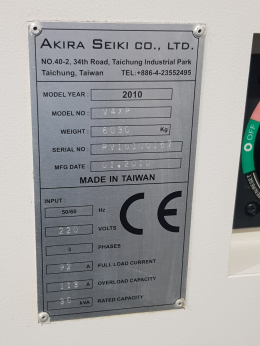 AKIRA SEIKI CO., LTD.
NO.40-2, 34th Road, Taichung Industrial Park
Taichung, Taiwan TEL:+886-4-23552495
MODEL YEAR : 2010
MODEL NO :
WEIGHT : Kg
SERIAL NO :
MFG DATE 01.2010
MADE IN TAIWAN
INPUT :
50/60 Hz
220 VOLTS
PHASES
A FULL LOAD CURRENT
A OVERLOAD CAPACITY
kVA RATED CAPACITY
CE
OFF